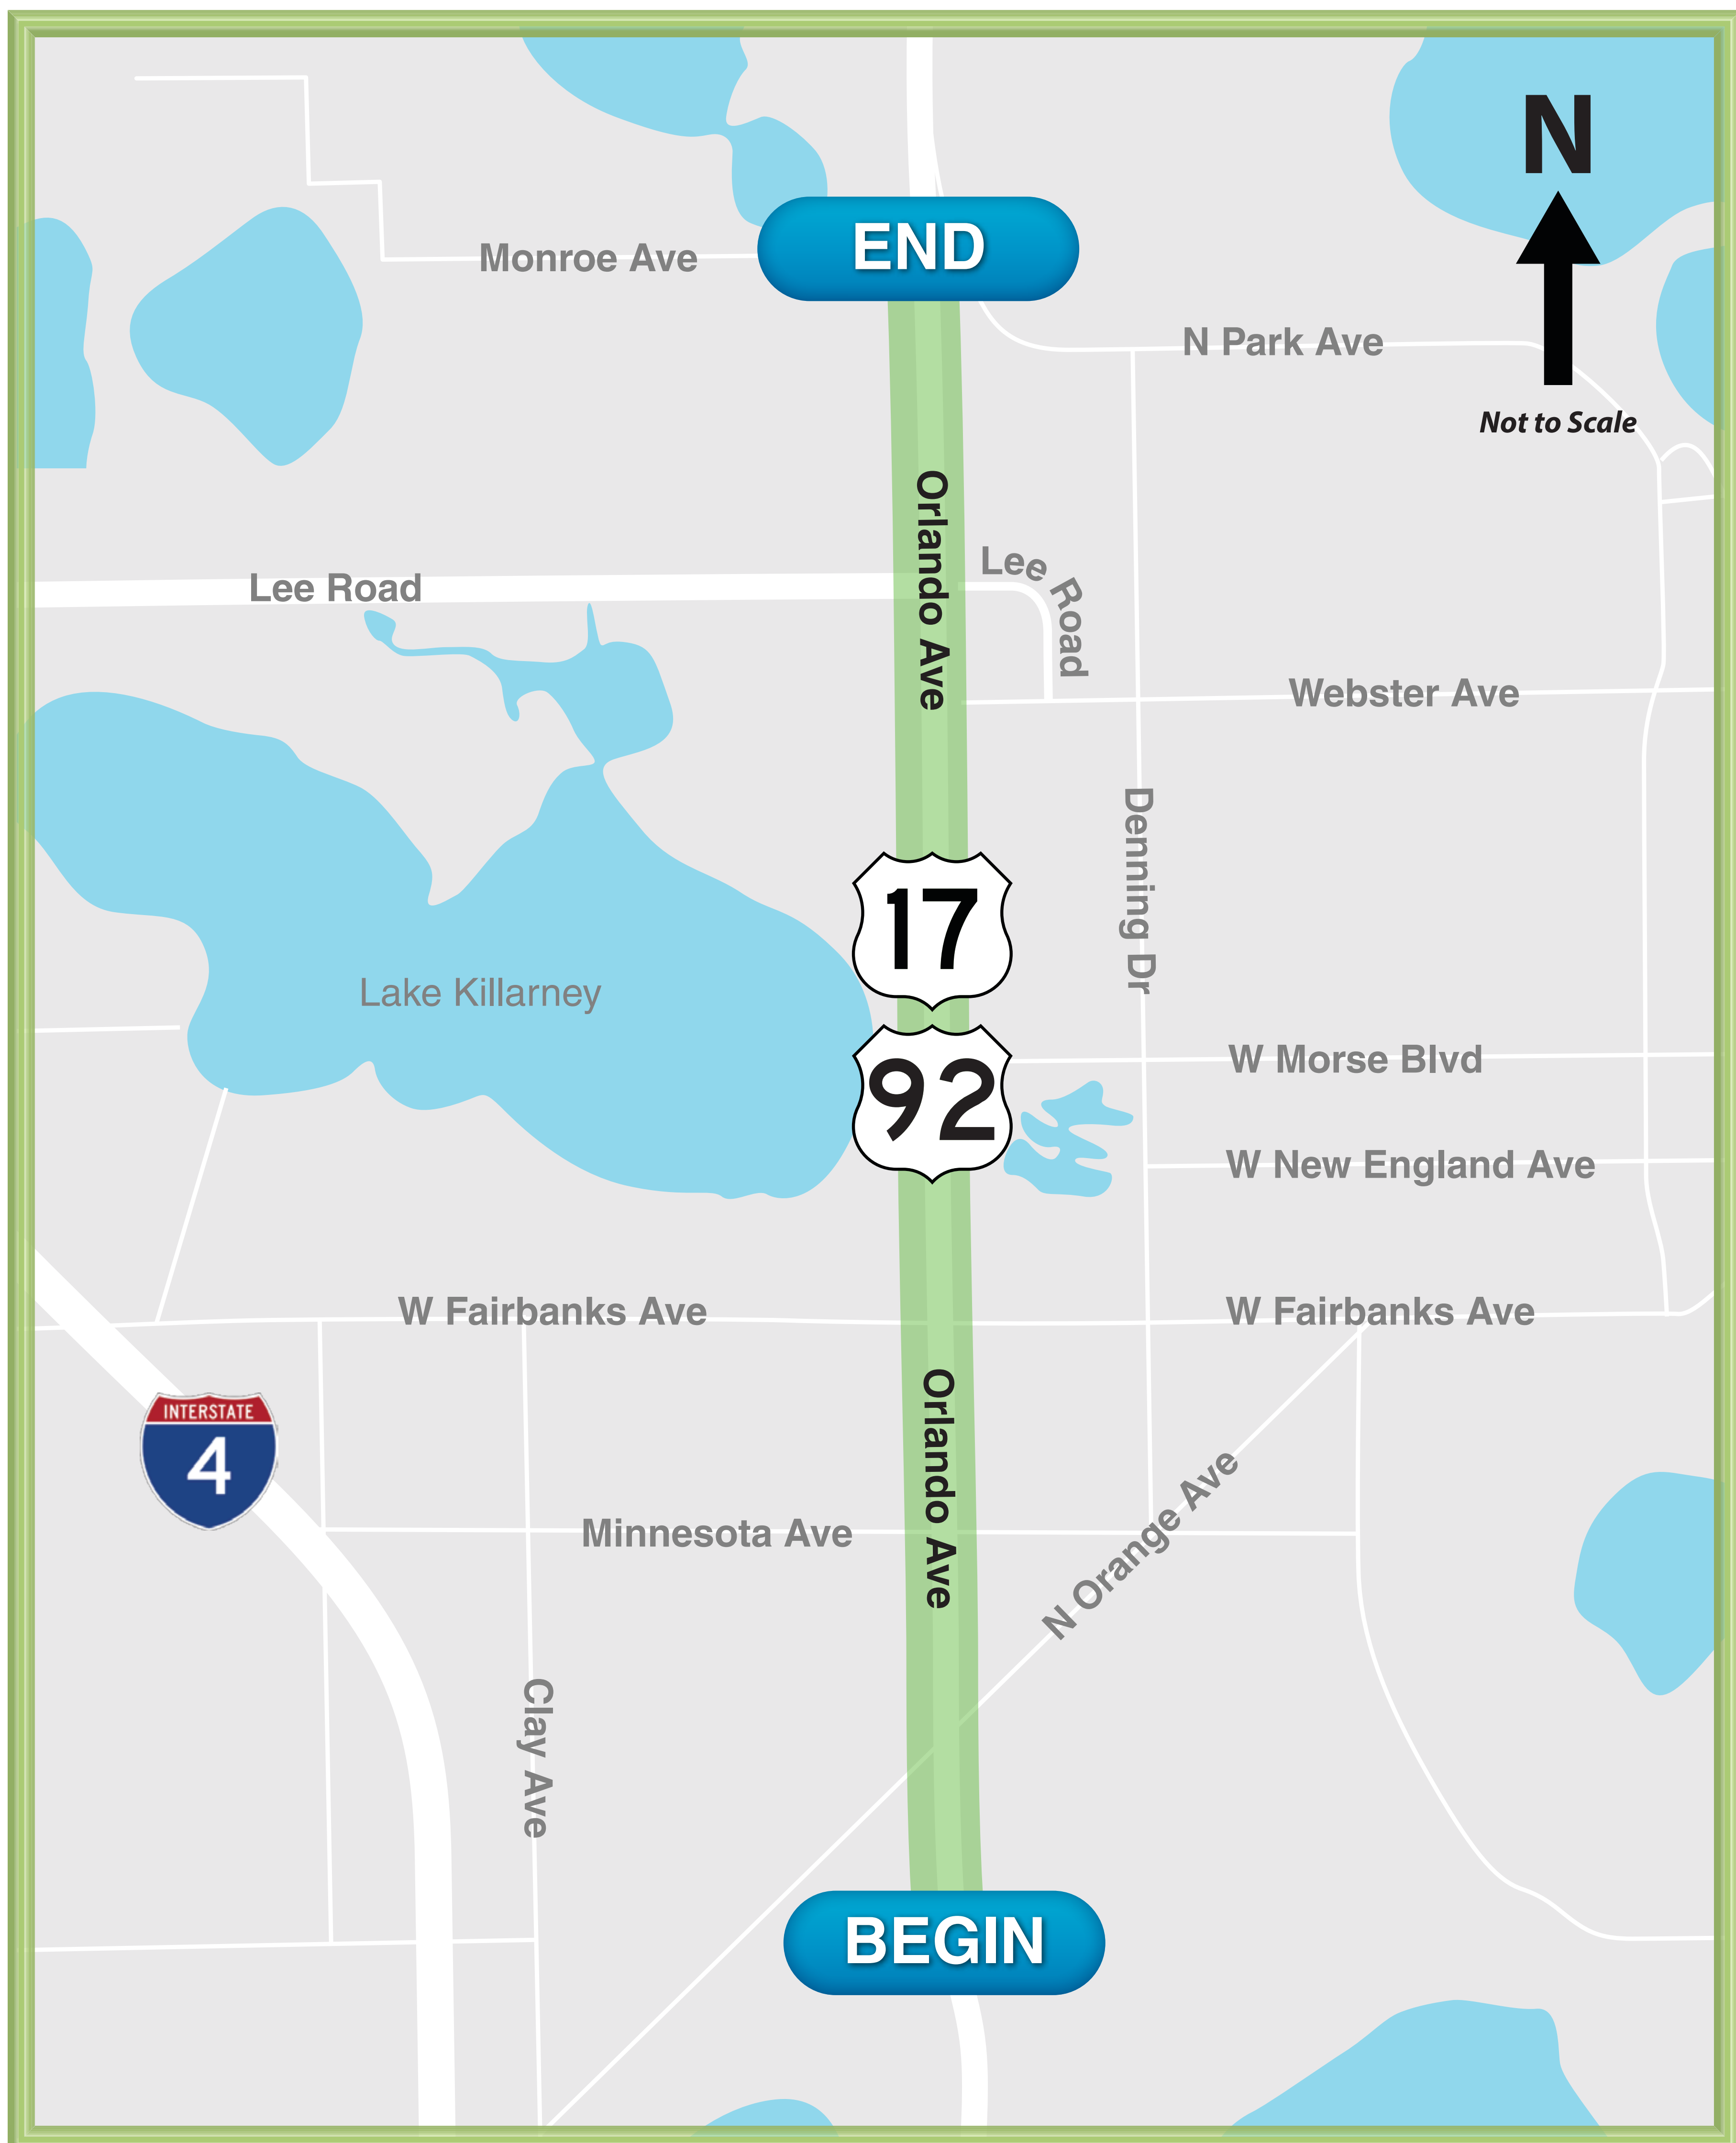 N
END
Monroe Ave
N Park Ave
Not to Scale
Orlando Ave
Lee Road
Lee Road
Webster Ave
Denning Dr
17
Lake Killarney
92
W Morse Blvd
W New England Ave
W Fairbanks Ave
W Fairbanks Ave
INTERSTATE
4
Orlando Ave
N Orange Ave
Minnesota Ave
Clay Ave
BEGIN